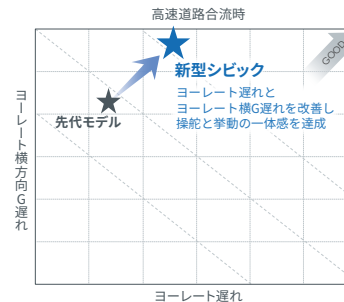 高速道路合流時
GOOD
新型シビック
ヨーレート遅れと
ヨーレート横G遅れを改善し
操舵と挙動の一体感を達成
先代モデル
ヨーレート横方向G遅れ
ヨーレート遅れ